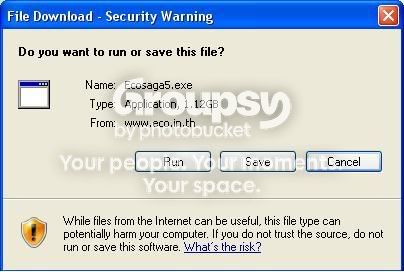 File Download - Security Warning
Do you want to run or save this file?
Name: Ecosaga5.exe
Type: Application, 1.12GB
From: www.eco.in.th
Groupsy
by photobucket
Your people. Your moments.
Your space.
Run Save Cancel
While files from the Internet can be useful, this file type can
potentially harm your computer. If you do not trust the source, do not
run or save this software. What's the risk?